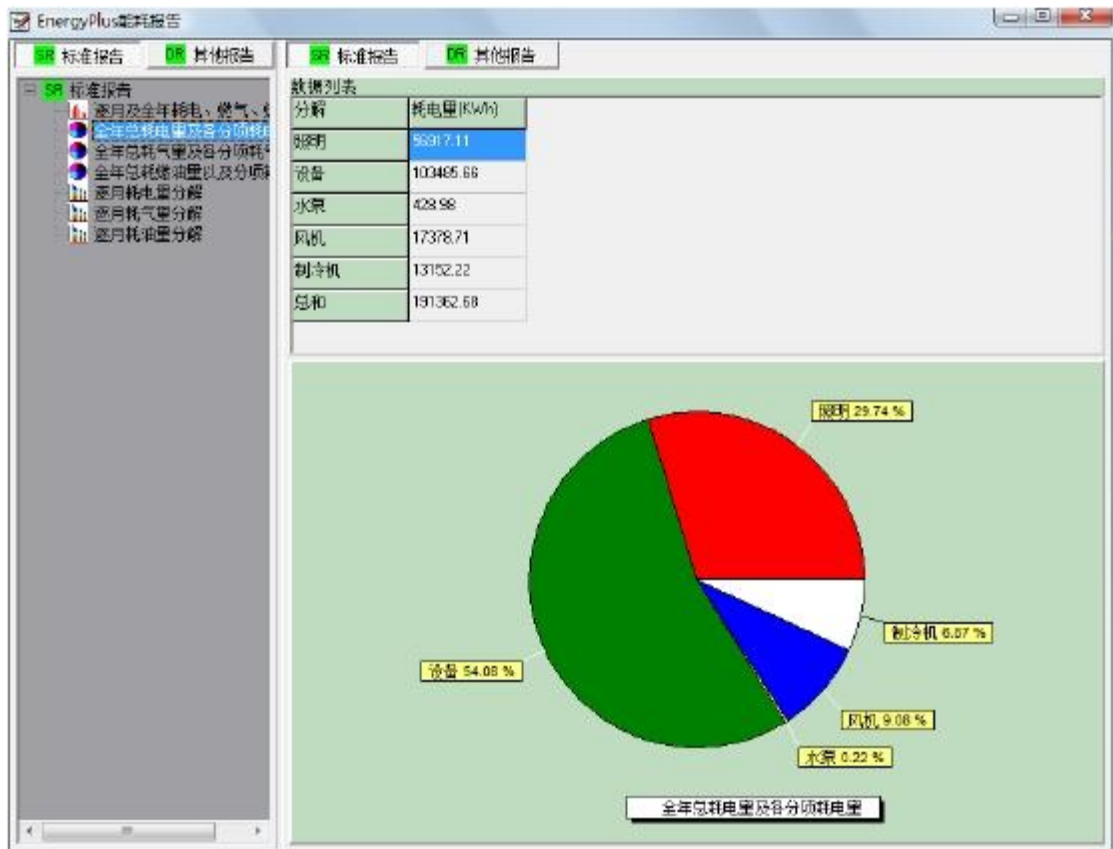 EnergyPlus能耗报告
SR 标准报告 DR 其他报告
SR 标准报告 DR 其他报告
SR 标准报告
逐月及全年耗电、燃气、
全年总耗电量及各分项耗
全年总耗气量及各分项耗
全年总耗燃油量以及分项
逐月耗电量分解
逐月耗气量分解
逐月耗油量分解
数据列表
分解 耗电量(KWh)
照明 56917.11
设备 103485.66
水泵 428.98
风机 17378.71
制冷机 13152.22
总和 191362.68
照明 29.74 %
制冷机 6.87 %
设备 54.08 %
风机 9.08 %
水泵 0.22 %
全年总耗电量及各分项耗电量